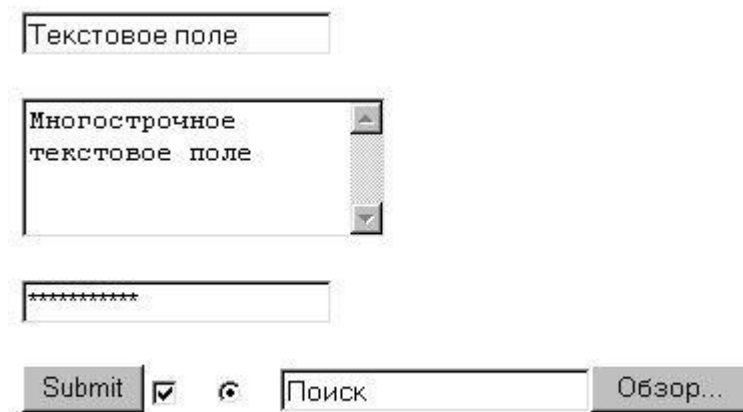 Текстовое поле
Многострочное
текстовое поле
***********
Submit Поиск Обзор...